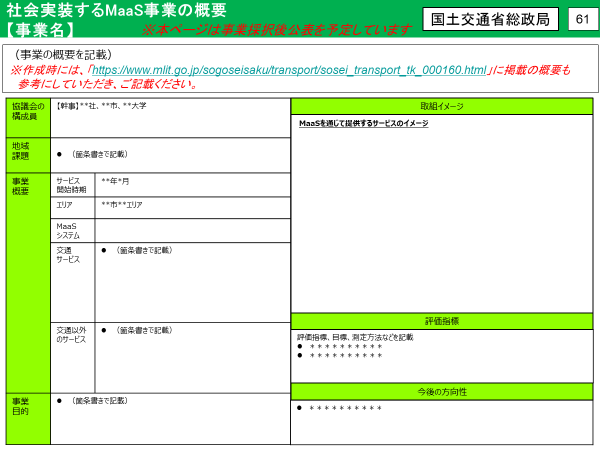 社会実装するMaaS事業の概要
【事業名】
※本ページは事業採択後公表を予定しています
国土交通省総政局
61
（事業の概要を記載）
※作成時には、「https://www.mlit.go.jp/sogoseisaku/transport/sosei_transport_tk_000160.html」に掲載の概要も
参考にしていただき、ご記載ください。
協議会の
構成員
【幹事】**社、**市、**大学
地域
課題
● （箇条書きで記載）
事業
概要
サービス
開始時期
**年*月
エリア
**市**エリア
MaaS
システム
交通
サービス
● （箇条書きで記載）
交通以外
のサービス
● （箇条書きで記載）
事業
目的
● （箇条書きで記載）
取組イメージ
MaaSを通じて提供するサービスのイメージ
評価指標
評価指標、目標、測定方法などを記載
● ＊＊＊＊＊＊＊＊＊＊
● ＊＊＊＊＊＊＊＊＊＊
今後の方向性
● ＊＊＊＊＊＊＊＊＊＊